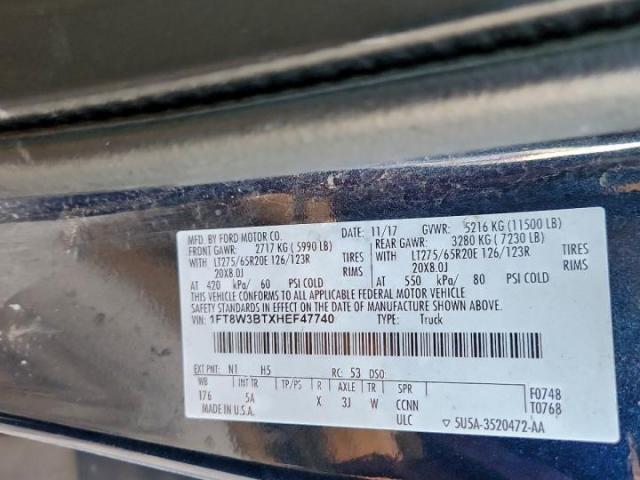 MFD. BY FORD MOTOR CO.
DATE: 11/17 GVWR: 5216 KG (11500 LB)
FRONT GAWR: 2717 KG ( 5990 LB)
REAR GAWR: 3280 KG ( 7230 LB)
WITH LT275/65R20E 126/123R TIRES
WITH LT275/65R20E 126/123R TIRES
20X8.0J RIMS
20X8.0J RIMS
AT 420 kPa/ 60 PSI COLD
AT 550 kPa/ 80 PSI COLD
THIS VEHICLE CONFORMS TO ALL APPLICABLE FEDERAL MOTOR VEHICLE
SAFETY STANDARDS IN EFFECT ON THE DATE OF MANUFACTURE SHOWN ABOVE.
VIN: 1FT8W3BTXHEF47740 TYPE: Truck
EXT PNT: N1 H5 RC: 53 DSO:
WB INT TR TP/PS R AXLE TR SPR
176 5A X 3J W CCNN
F0748
T0768
MADE IN U.S.A. ULC ▽ 5U5A-3520472-AA